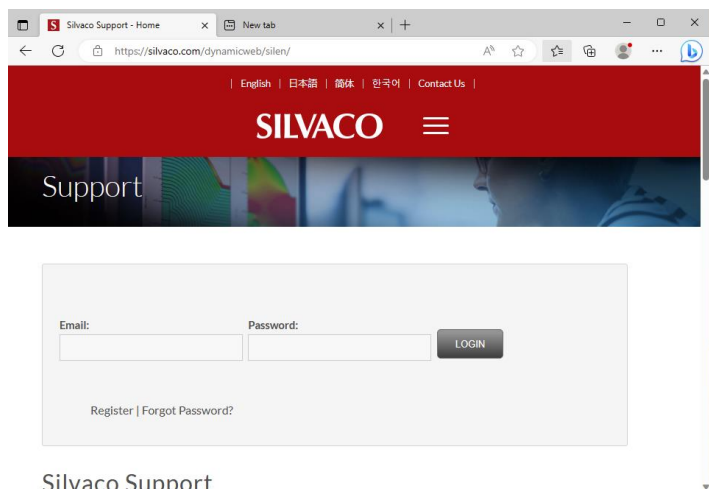 Silvaco Support - Home
New tab
https://silvaco.com/dynamicweb/silen/
| English | 日本語 | 简体 | 한국어 | Contact Us |
SILVACO
Support
Email:
Password:
LOGIN
Register | Forgot Password?
Silvaco Support